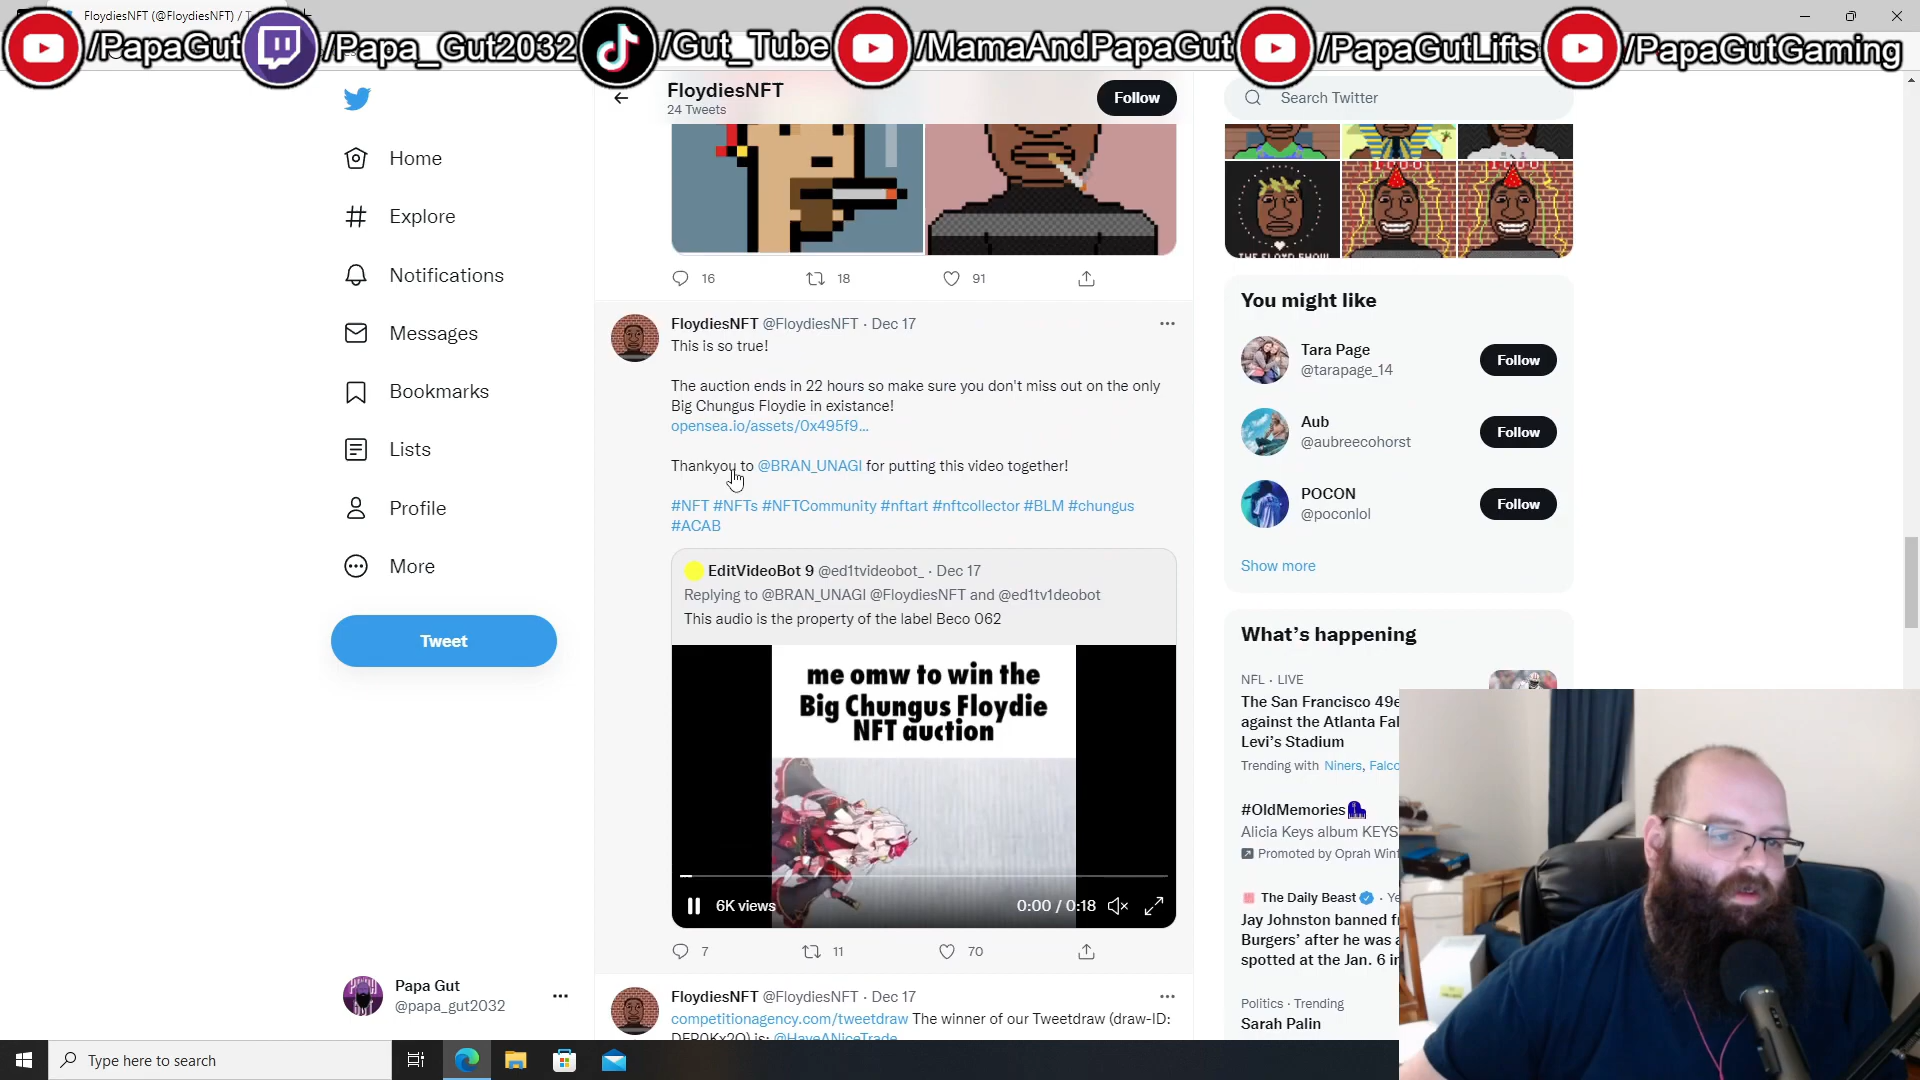 FloydiesNFT (@FloydiesNFT) / T
/PapaGut /Papa_Gut2032 /Gut_Tube /MamaAndPapaGut /PapaGutLifts /PapaGutGaming
Home
Explore
Notifications
Messages
Bookmarks
Lists
Profile
More
Tweet
Papa Gut
@papa_gut2032
FloydiesNFT
24 Tweets
Follow
16 18 91
FloydiesNFT @FloydiesNFT · Dec 17
This is so true!
The auction ends in 22 hours so make sure you don't miss out on the only
Big Chungus Floydie in existance!
opensea.io/assets/0x495f9...
Thankyou to @BRAN_UNAGI for putting this video together!
#NFT #NFTs #NFTCommunity #nftart #nftcollector #BLM #chungus
#ACAB
EditVideoBot 9 @ed1tvideobot_ · Dec 17
Replying to @BRAN_UNAGI @FloydiesNFT and @ed1tv1deobot
This audio is the property of the label Beco 062
me omw to win the
Big Chungus Floydie
NFT auction
6K views 0:00 / 0:18
7 11 70
FloydiesNFT @FloydiesNFT · Dec 17
competitionagency.com/tweetdraw The winner of our Tweetdraw (draw-ID:
is: @HaveANiceTrade
Search Twitter
THE FLOYD SHOW
You might like
Tara Page
@tarapage_14
Follow
Aub
@aubreecohorst
Follow
POCON
@poconlol
Follow
Show more
What's happening
NFL · LIVE
The San Francisco 49e
against the Atlanta Fal
Levi's Stadium
Trending with Niners, Falco
#OldMemories
Alicia Keys album KEYS
Promoted by Oprah Winf
The Daily Beast · Ye
Jay Johnston banned f
Burgers' after he was a
spotted at the Jan. 6 in
Politics · Trending
Sarah Palin
Type here to search